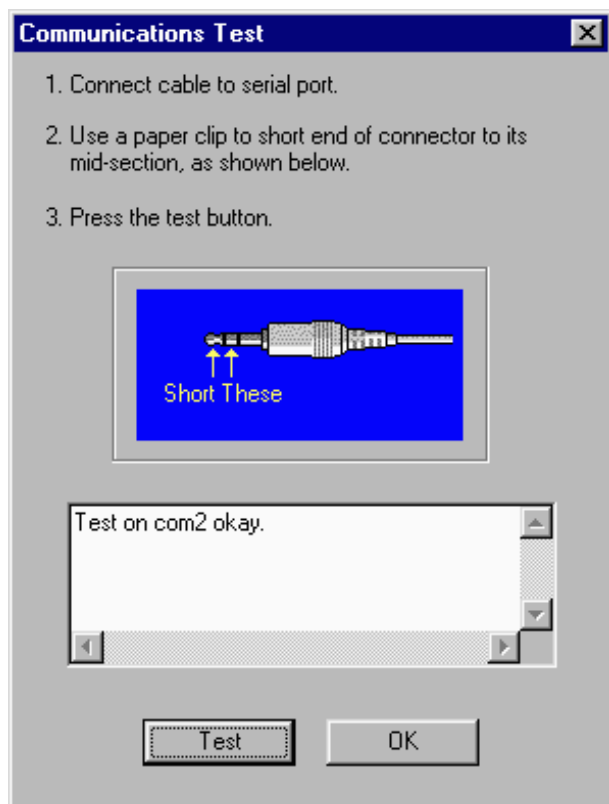 Communications Test
1. Connect cable to serial port.
2. Use a paper clip to short end of connector to its
mid-section, as shown below.
3. Press the test button.
Short These
Test on com2 okay.
Test
OK